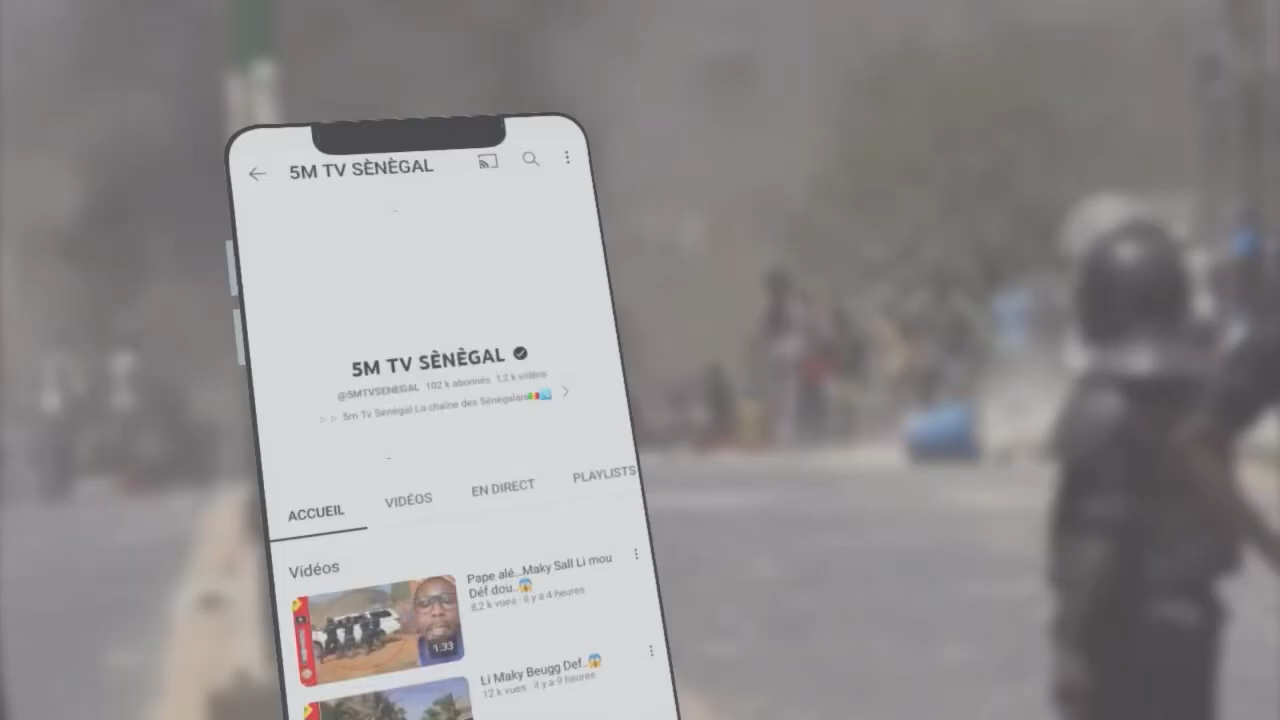 5M TV SÈNÈGAL
5M TV SÈNÈGAL
@5MTVSENEGAL 102 k abonnés 1,2 k vidéos
5m Tv Sénégal La chaîne des Sénégalais
ACCUEIL VIDÉOS EN DIRECT PLAYLISTS
Vidéos
Pape alé...Maky Sall Li mou
Déf dou..😱
8,2 k vues · il y a 4 heures
1:33
Li Maky Beugg Def..😱
12 k vues · il y a 9 heures